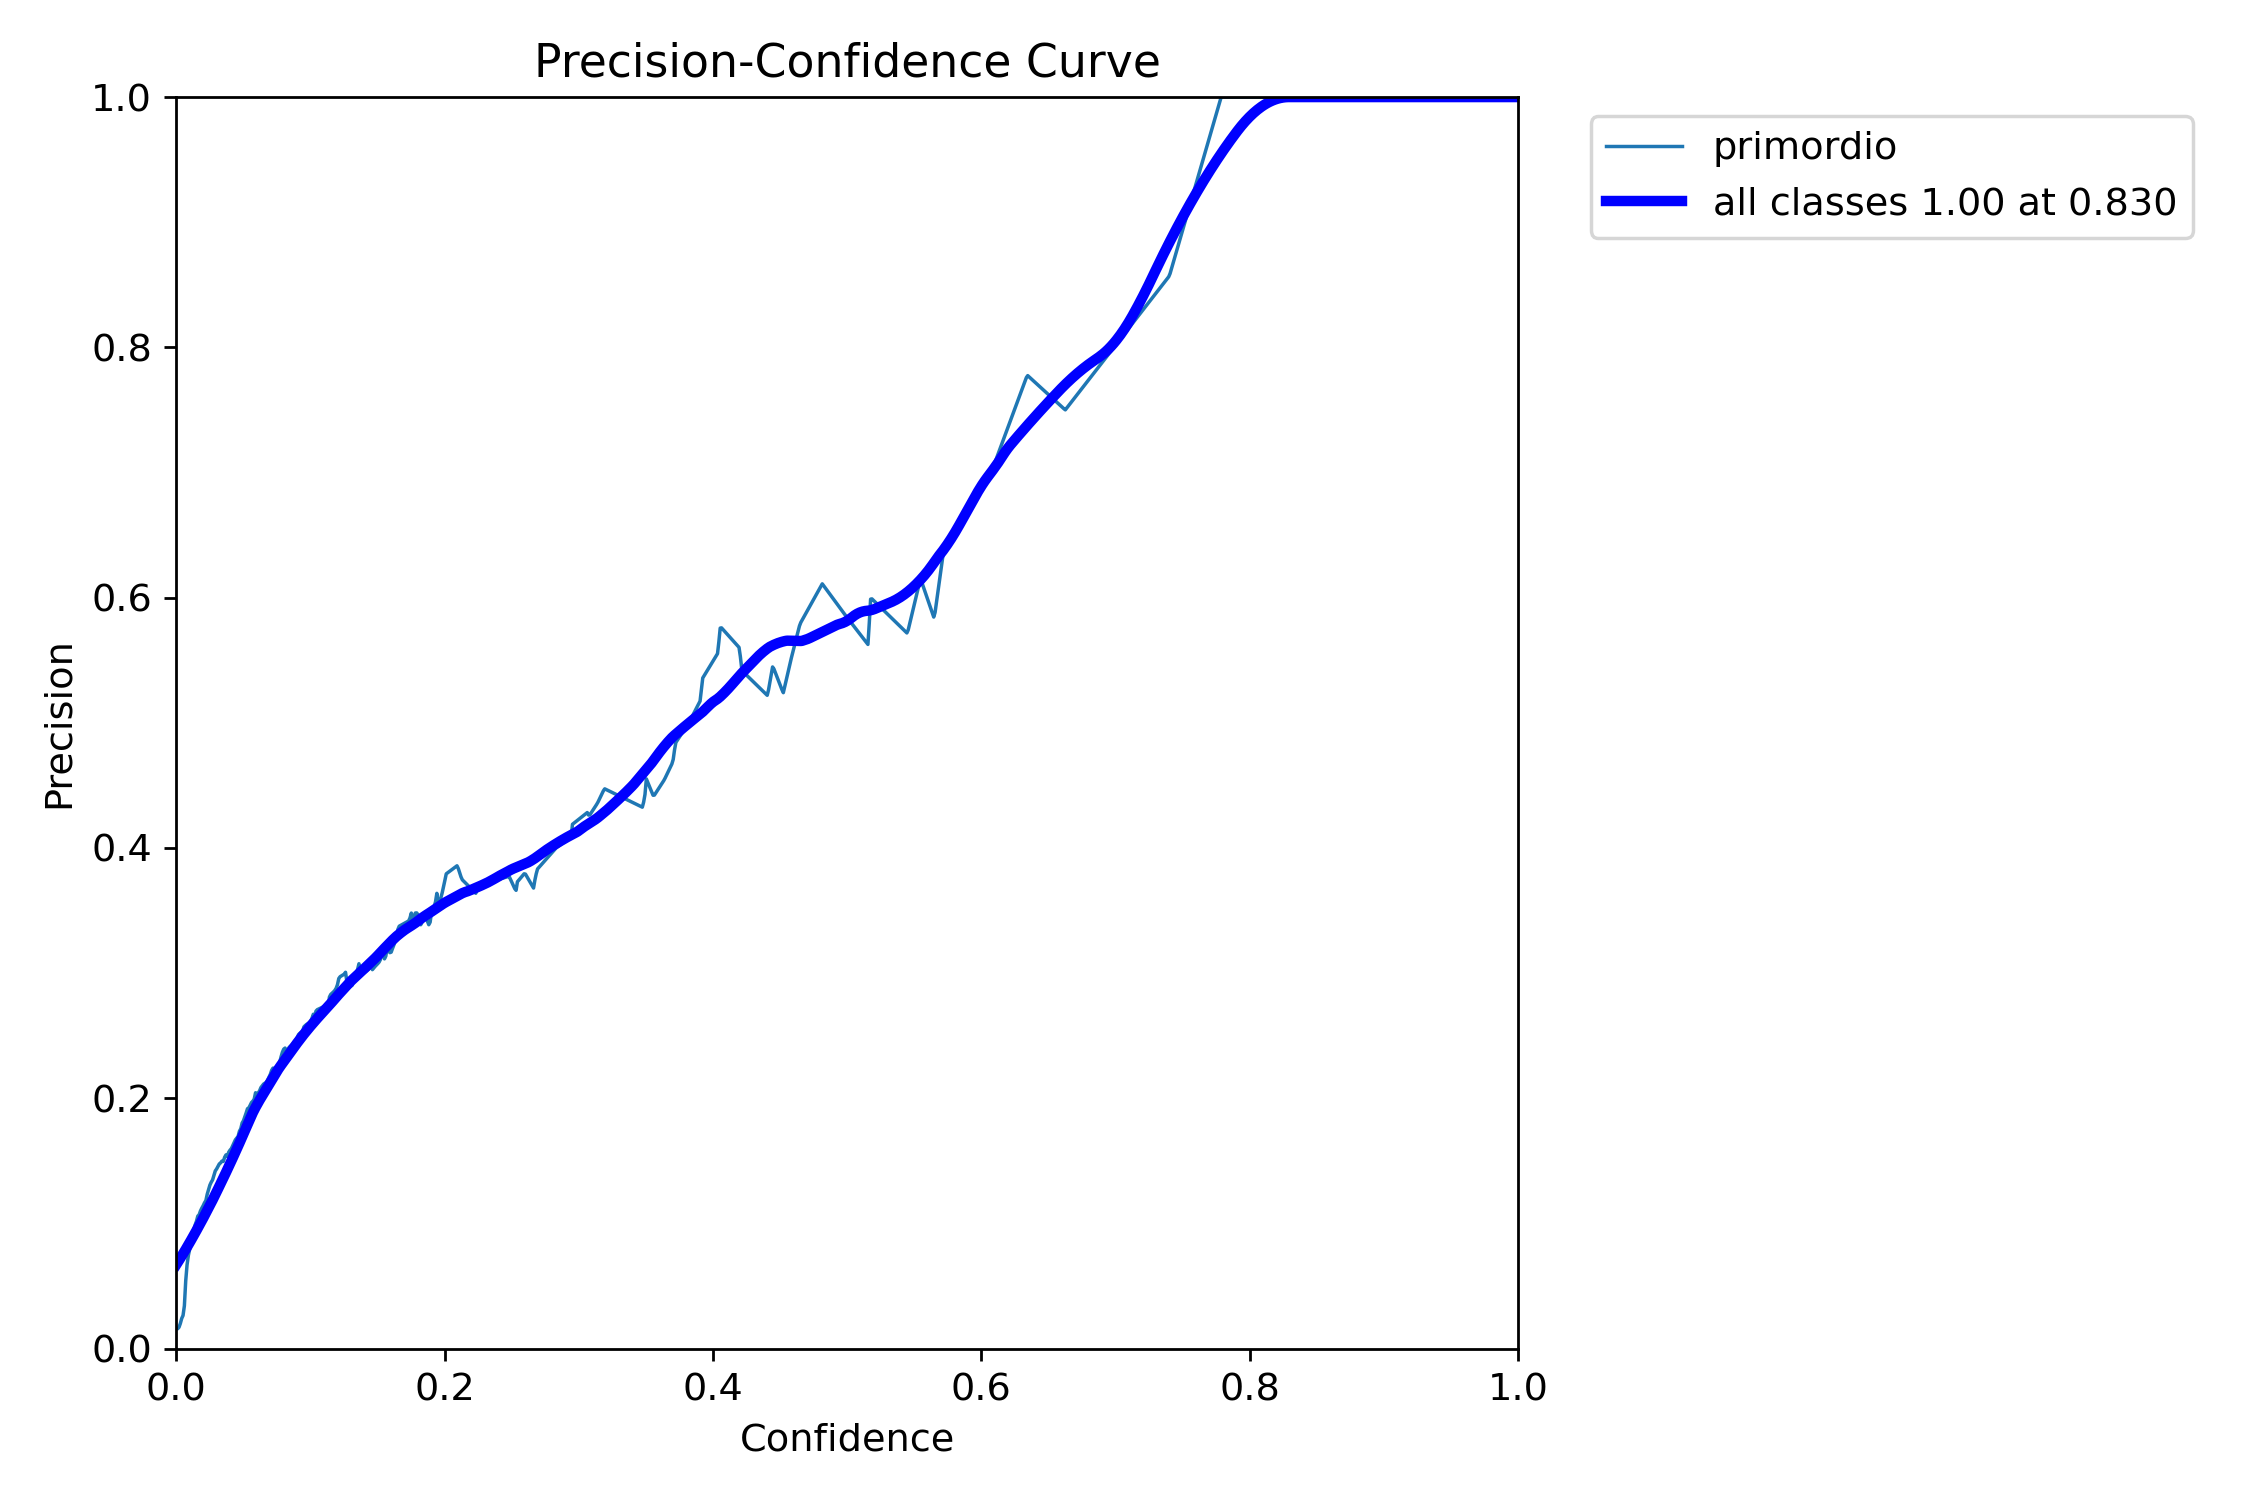 Precision-Confidence Curve
1.0
0.8
0.6
0.4
0.2
0.0
Precision
0.0 0.2 0.4 0.6 0.8 1.0
Confidence
primordio
all classes 1.00 at 0.830